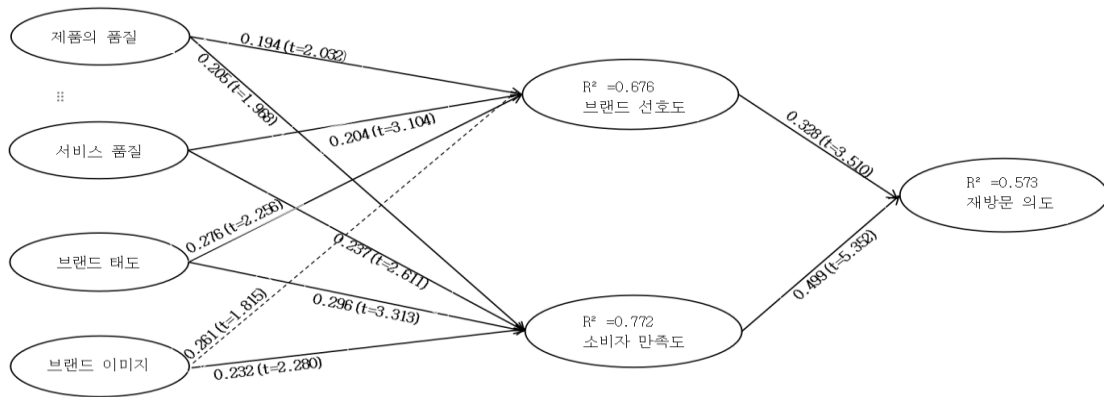 제품의 품질
0.194(t=2.032)
0.205(t=1.968)
R² =0.676
브랜드 선호도
서비스 품질
0.204(t=3.104)
0.328(t=3.510)
R² =0.573
재방문 의도
0.276(t=2.256)
0.237(t=2.611)
브랜드 태도
0.296(t=3.313)
0.499(t=5.352)
R² =0.772
소비자 만족도
0.261(t=1.815)
브랜드 이미지
0.232(t=2.280)